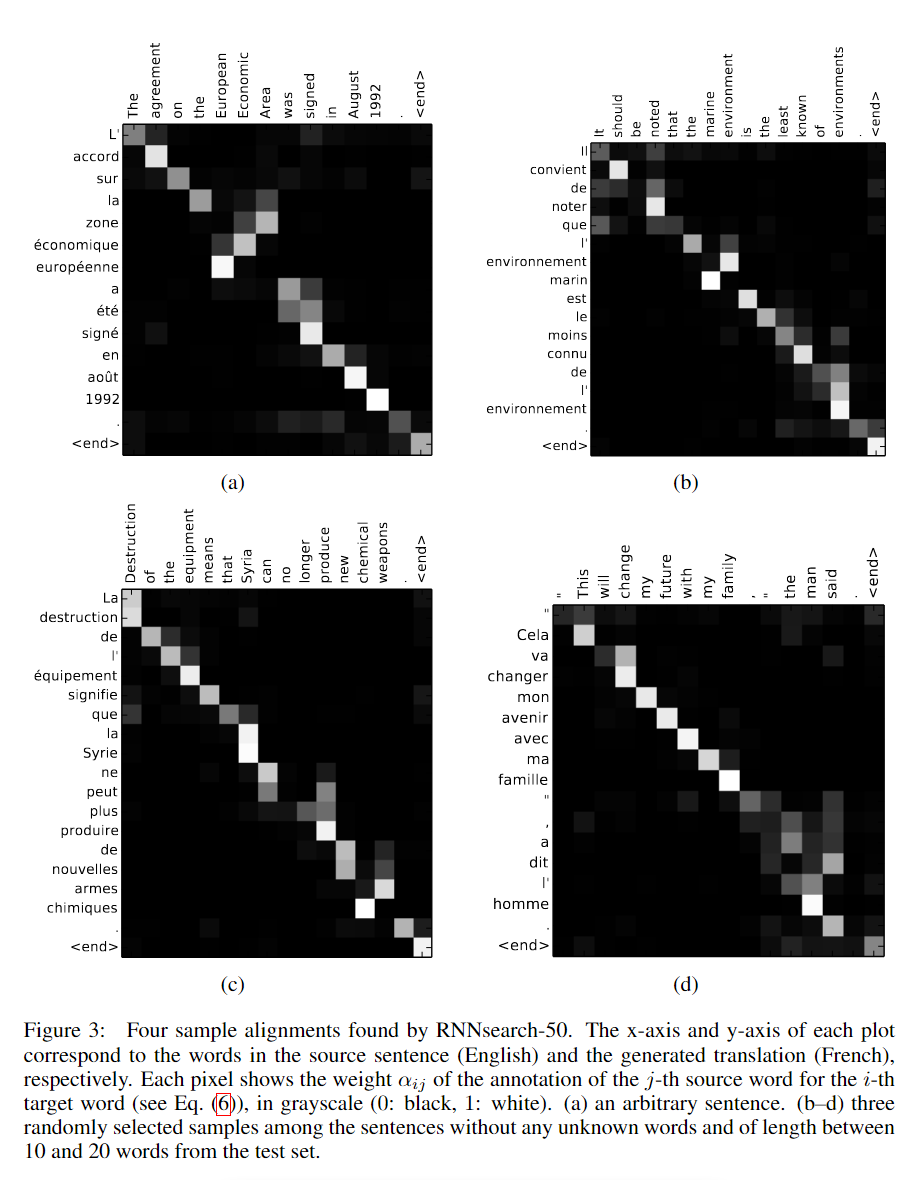 The agreement on the European Economic Area was signed in August 1992 . <end>
L'
accord
sur
la
zone
économique
européenne
a
été
signé
en
août
1992
.
<end>
(a)
It should be noted that the marine environment is the least known of environments . <end>
Il
convient
de
noter
que
l'
environnement
marin
est
le
moins
connu
de
l'
environnement
.
<end>
(b)
Destruction of the equipment means that Syria can no longer produce new chemical weapons . <end>
La
destruction
de
l'
équipement
signifie
que
la
Syrie
ne
peut
plus
produire
de
nouvelles
armes
chimiques
.
<end>
(c)
" This will change my future with my family , " the man said . <end>
"
Cela
va
changer
mon
avenir
avec
ma
famille
"
,
a
dit
l'
homme
.
<end>
(d)
Figure 3: Four sample alignments found by RNNsearch-50. The x-axis and y-axis of each plot
correspond to the words in the source sentence (English) and the generated translation (French),
respectively. Each pixel shows the weight αij of the annotation of the j-th source word for the i-th
target word (see Eq. (6)), in grayscale (0: black, 1: white). (a) an arbitrary sentence. (b–d) three
randomly selected samples among the sentences without any unknown words and of length between
10 and 20 words from the test set.